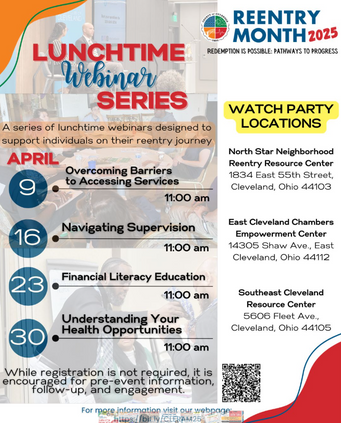 REENTRY
MONTH 2025
REDEMPTION IS POSSIBLE: PATHWAYS TO PROGRESS
LUNCHTIME
Webinar
SERIES
A series of lunchtime webinars designed to
support individuals on their reentry journey
APRIL
9
Overcoming Barriers
to Accessing Services
11:00 am
16
Navigating Supervision
11:00 am
23
Financial Literacy Education
11:00 am
30
Understanding Your
Health Opportunities
11:00 am
While registration is not required, it is
encouraged for pre-event information,
follow-up, and engagement.
WATCH PARTY
LOCATIONS
North Star Neighborhood
Reentry Resource Center
1834 East 55th Street,
Cleveland, Ohio 44103
East Cleveland Chambers
Empowerment Center
14305 Shaw Ave., East
Cleveland, Ohio 44112
Southeast Cleveland
Resource Center
5606 Fleet Ave.,
Cleveland, Ohio 44105
For more information visit our webpage: